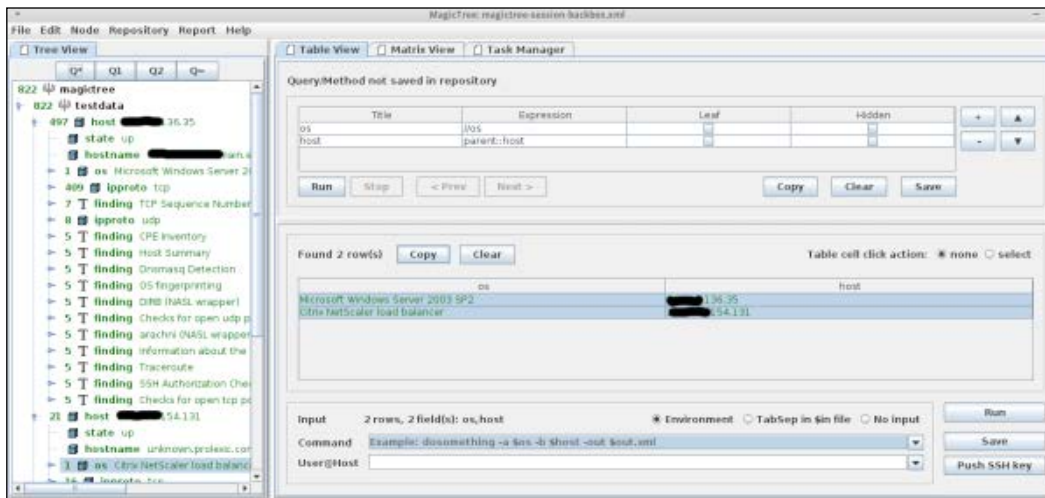 MagicTree: magictree-session-backbox.xml
File Edit Node Repository Report Help
Tree View
Q* Q1 Q2 Q=
822 magictree
822 testdata
497 host 36.35
state up
hostname
1 os Microsoft Windows Server 20
409 ipproto tcp
7 T finding TCP Sequence Number
8 ipproto udp
5 T finding CPE Inventory
5 T finding Host Summary
5 T finding Dnsmasq Detection
5 T finding OS fingerprinting
5 T finding DIRB (NASL wrapper)
5 T finding Checks for open udp p
5 T finding arachni (NASL wrapper
5 T finding Information about the
5 T finding Traceroute
5 T finding SSH Authorization Chec
5 T finding Checks for open tcp po
21 host 54.131
state up
hostname unknown.prolexic.con
1 os Citrix NetScaler load balanc
16 ipproto tcp
Table View Matrix View Task Manager
Query/Method not saved in repository
Title Expression Leaf Hidden
os //os
host parent::host
+ ▲
- ▼
Run Stop < Prev Next > Copy Clear Save
Found 2 row(s) Copy Clear Table cell click action: none select
os host
Microsoft Windows Server 2003 SP2 136.35
Citrix NetScaler load balancer 54.131
Input 2 rows, 2 field(s): os,host Environment TabSep in $in file No input Run
Command Example: dosomething -a $os -b $host -out $out.xml Save
User@Host Push SSH key